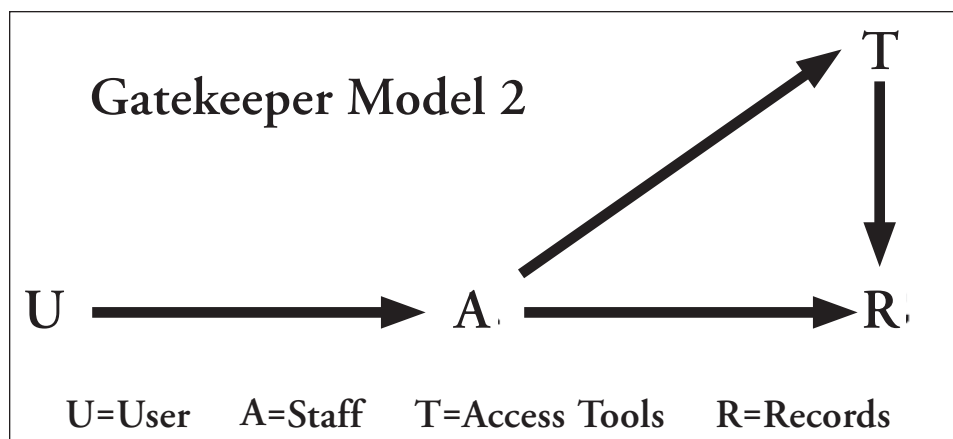 T
Gatekeeper Model 2
U A R
U=User A=Staff T=Access Tools R=Records